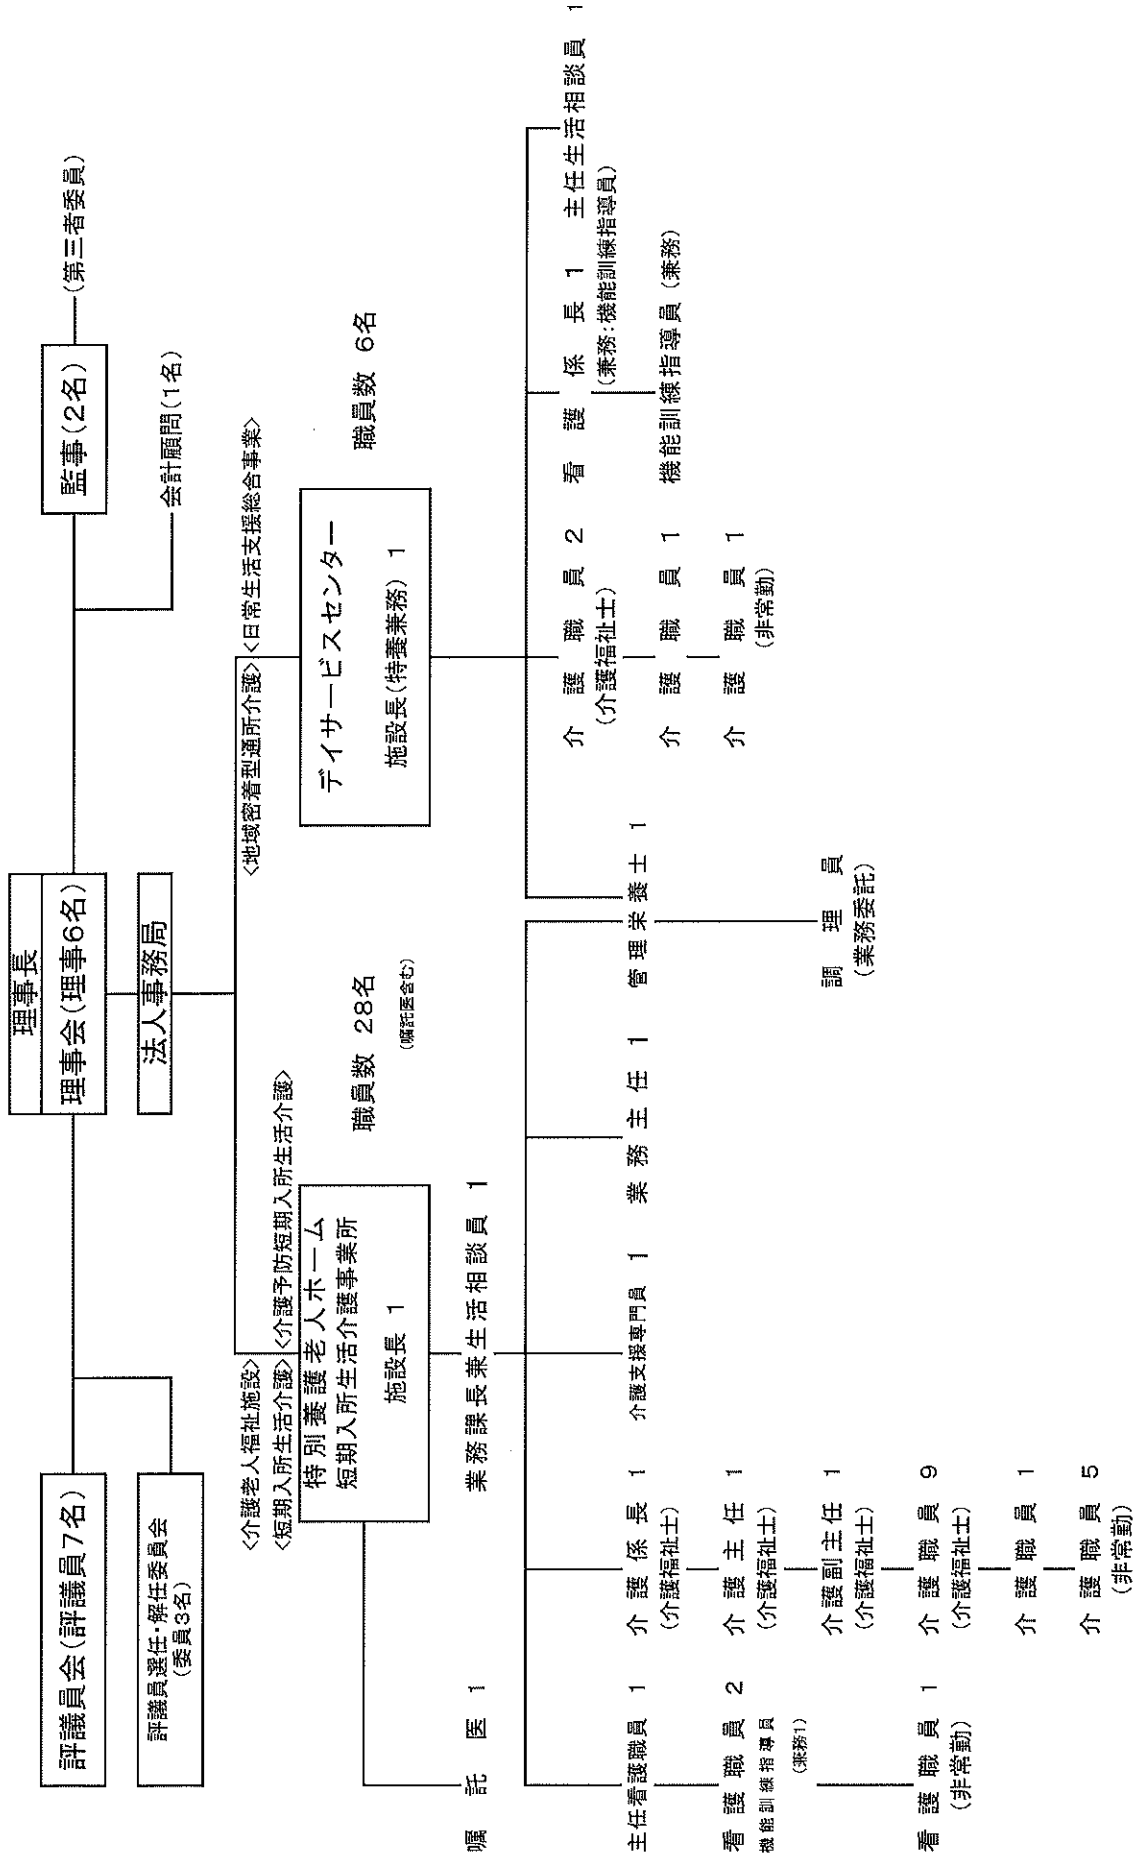 理事長
理事会(理事6名)
法人事務局
評議員会(評議員7名)
評議員選任・解任委員会
(委員3名)
監事(2名)
(第三者委員)
会計顧問(1名)
<介護老人福祉施設>
<短期入所生活介護><介護予防短期入所生活介護>
特別養護老人ホーム
短期入所生活介護事業所
施設長 1
職員数 28名
(嘱託医含む)
<地域密着型通所介護><日常生活支援総合事業>
デイサービスセンター
施設長(特養兼務) 1
職員数 6名
嘱託医 1
業務課長兼生活相談員 1
主任看護職員 1
看護職員 2
機能訓練指導員
(兼務1)
看護職員 1
(非常勤)
介護係長 1
(介護福祉士)
介護主任 1
(介護福祉士)
介護副主任 1
(介護福祉士)
介護職員 9
(介護福祉士)
介護職員 1
介護職員 5
(非常勤)
介護支援専門員 1
業務主任 1
管理栄養士 1
調理員
(業務委託)
介護職員 2
(介護福祉士)
介護職員 1
介護職員 1
(非常勤)
看護係長 1
(兼務:機能訓練指導員)
機能訓練指導員(兼務)
主任生活相談員 1